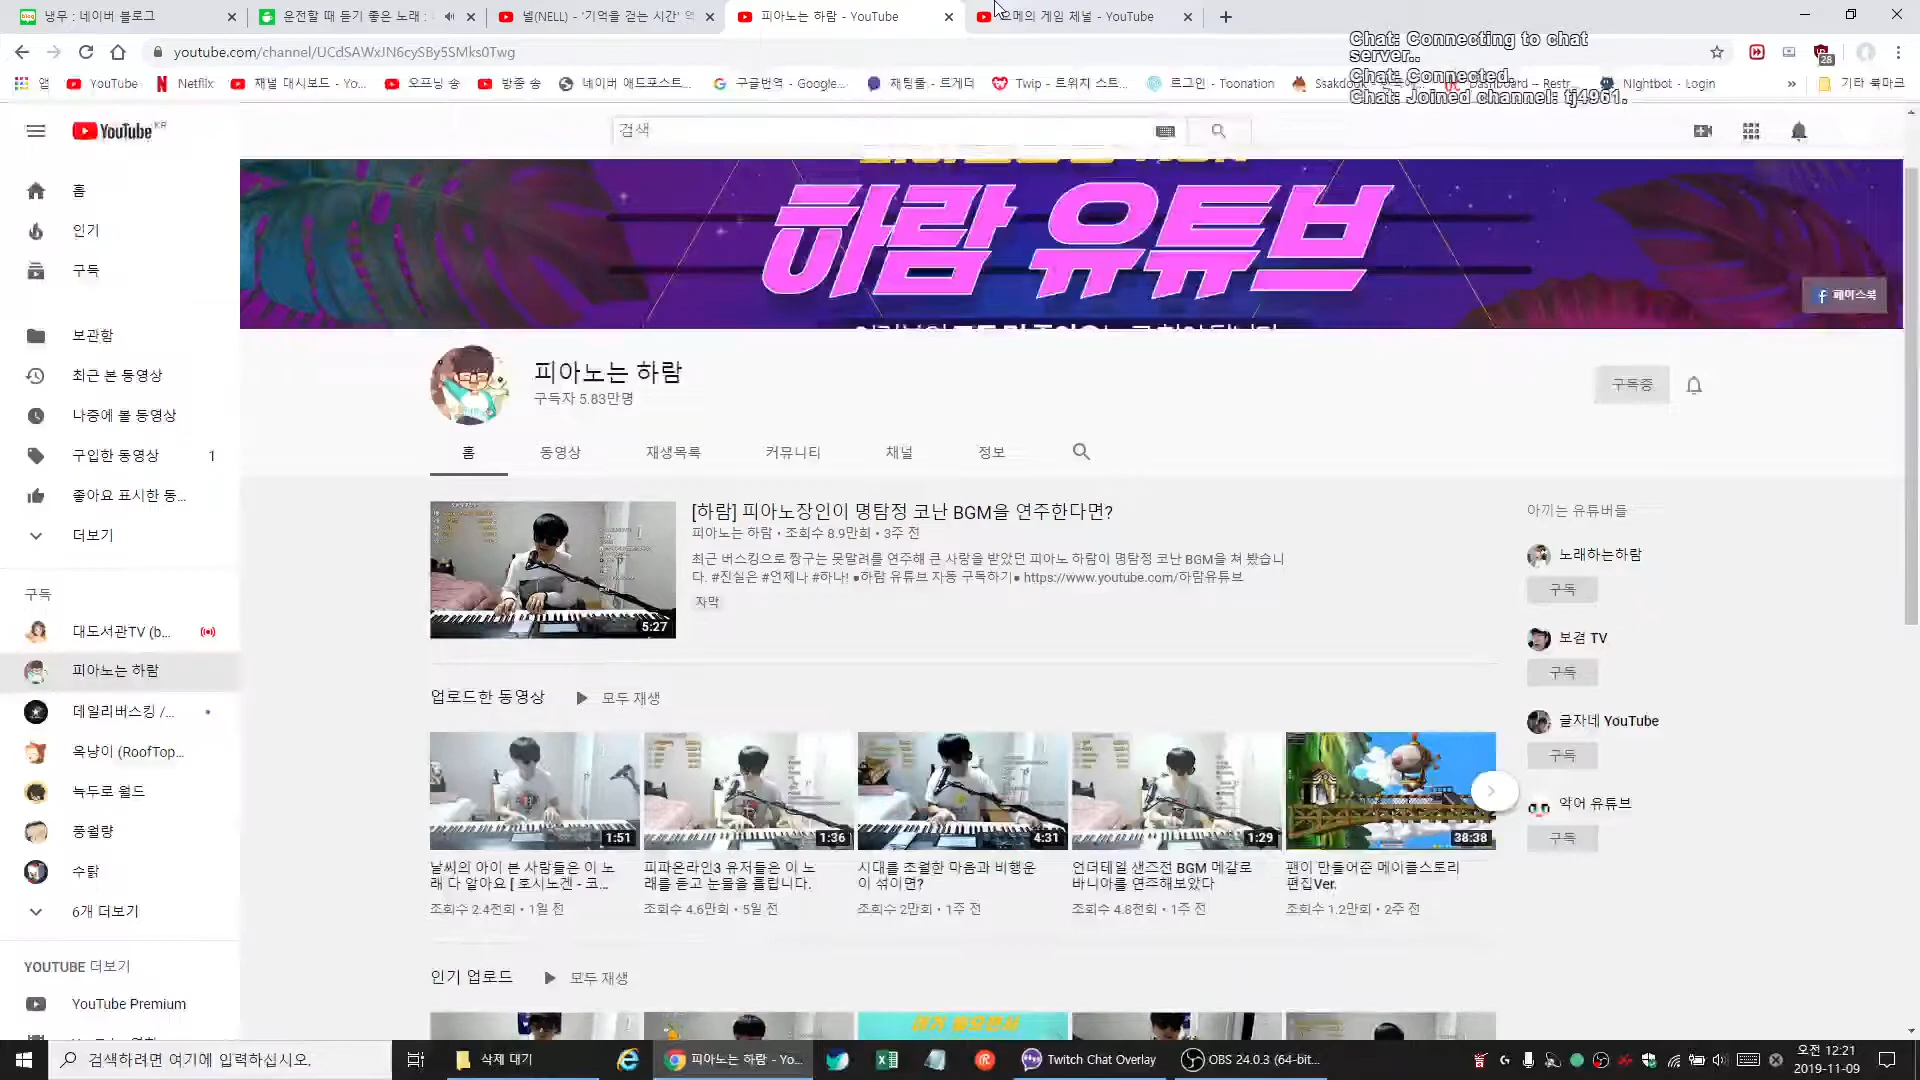 냉무 : 네이버 블로그
운전할 때 듣기 좋은 노래 :
넬(NELL) - '기억을 걷는 시간'
피아노는 하람 - YouTube
오메의 게임 채널 - YouTube
youtube.com/channel/UCdSAWxJN6cySBy5SMks0Twg
28
Chat: Connecting to chat
server..
Chat: Connected.
Chat: Joined channel: tj4961.
앱
YouTube
Netflix
채널 대시보드 - Yo...
오프닝 송
방종 송
네이버 애드포스트...
구글번역 - Google...
채팅툴 - 르게더
Twip - 트위치 스트...
로그인 - Toonation
Dashboard -- Restr...
Nightbot - Login
기타 북마크
YouTube KR
검색
홈
인기
구독
보관함
최근 본 동영상
나중에 볼 동영상
구입한 동영상 1
좋아요 표시한 동...
더보기
구독
대도서관TV (b...
피아노는 하람
데일리버스킹 /...
옥냥이 (RoofTop...
녹두로 월드
풍월량
수탉
6개 더보기
YOUTUBE 더보기
YouTube Premium
하람 유튜브
페이스북
피아노는 하람
구독자 5.83만명
구독중
홈
동영상
재생목록
커뮤니티
채널
정보
[하람] 피아노장인이 명탐정 코난 BGM을 연주한다면?
피아노는 하람 • 조회수 8.9만회 • 3주 전
최근 버스킹으로 짱구는 못말려를 연주해 큰 사랑을 받았던 피아노 하람이 명탐정 코난 BGM을 쳐 봤습니
다. #진실은 #언제나 #하나! ●하람 유튜브 자동 구독하기● https://www.youtube.com/하람유튜브
자막
5:27
업로드한 동영상
모두 재생
1:51
1:36
4:31
1:29
38:38
날씨의 아이 본 사람들은 이 노
래 다 알아요 [ 호시노겐 - 코...
조회수 2.4천회 • 1일 전
피파온라인3 유저들은 이 노
래를 듣고 눈물을 흘립니다.
조회수 4.6만회 • 5일 전
시대를 초월한 마음과 비행운
이 섞이면?
조회수 2만회 • 1주 전
언더테일 샌즈전 BGM 메갈로
바니아를 연주해보았다
조회수 4.8천회 • 1주 전
팬이 만들어준 메이플스토리
편집Ver.
조회수 1.2만회 • 2주 전
인기 업로드
모두 재생
아끼는 유튜버들
노래하는하람
구독
보겸 TV
구독
글자네 YouTube
구독
악어 유튜브
구독
검색하려면 여기에 입력하십시오.
삭제 대기
피아노는 하람 - Yo...
Twitch Chat Overlay
OBS 24.0.3 (64-bit...
오전 12:21
2019-11-09